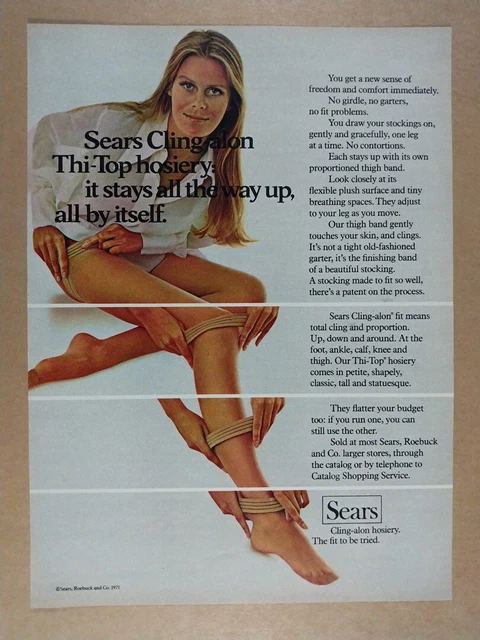 Sears Cling-alon
Thi-Top hosiery:
it stays all the way up,
all by itself.
You get a new sense of
freedom and comfort immediately.
No girdle, no garters,
no fit problems.
You draw your stockings on,
gently and gracefully, one leg
at a time. No contortions.
Each stays up with its own
proportioned thigh band.
Look closely at its
flexible plush surface and tiny
breathing spaces. They adjust
to your leg as you move.
Our thigh band gently
touches your skin, and clings.
It's not a tight old-fashioned
garter, it's the finishing band
of a beautiful stocking.
A stocking made to fit so well,
there's a patent on the process.
Sears Cling-alon® fit means
total cling and proportion.
Up, down and around. At the
foot, ankle, calf, knee and
thigh. Our Thi-Top® hosiery
comes in petite, shapely,
classic, tall and statuesque.
They flatter your budget
too: if you run one, you can
still use the other.
Sold at most Sears, Roebuck
and Co. larger stores, through
the catalog or by telephone to
Catalog Shopping Service.
Sears
Cling-alon hosiery.
The fit to be tried.
©Sears, Roebuck and Co. 1971